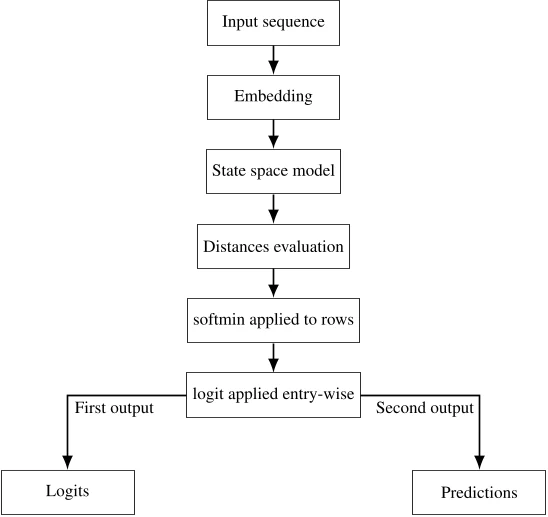 Input sequence
Embedding
State space model
Distances evaluation
softmin applied to rows
logit applied entry-wise
First output
Second output
Logits
Predictions